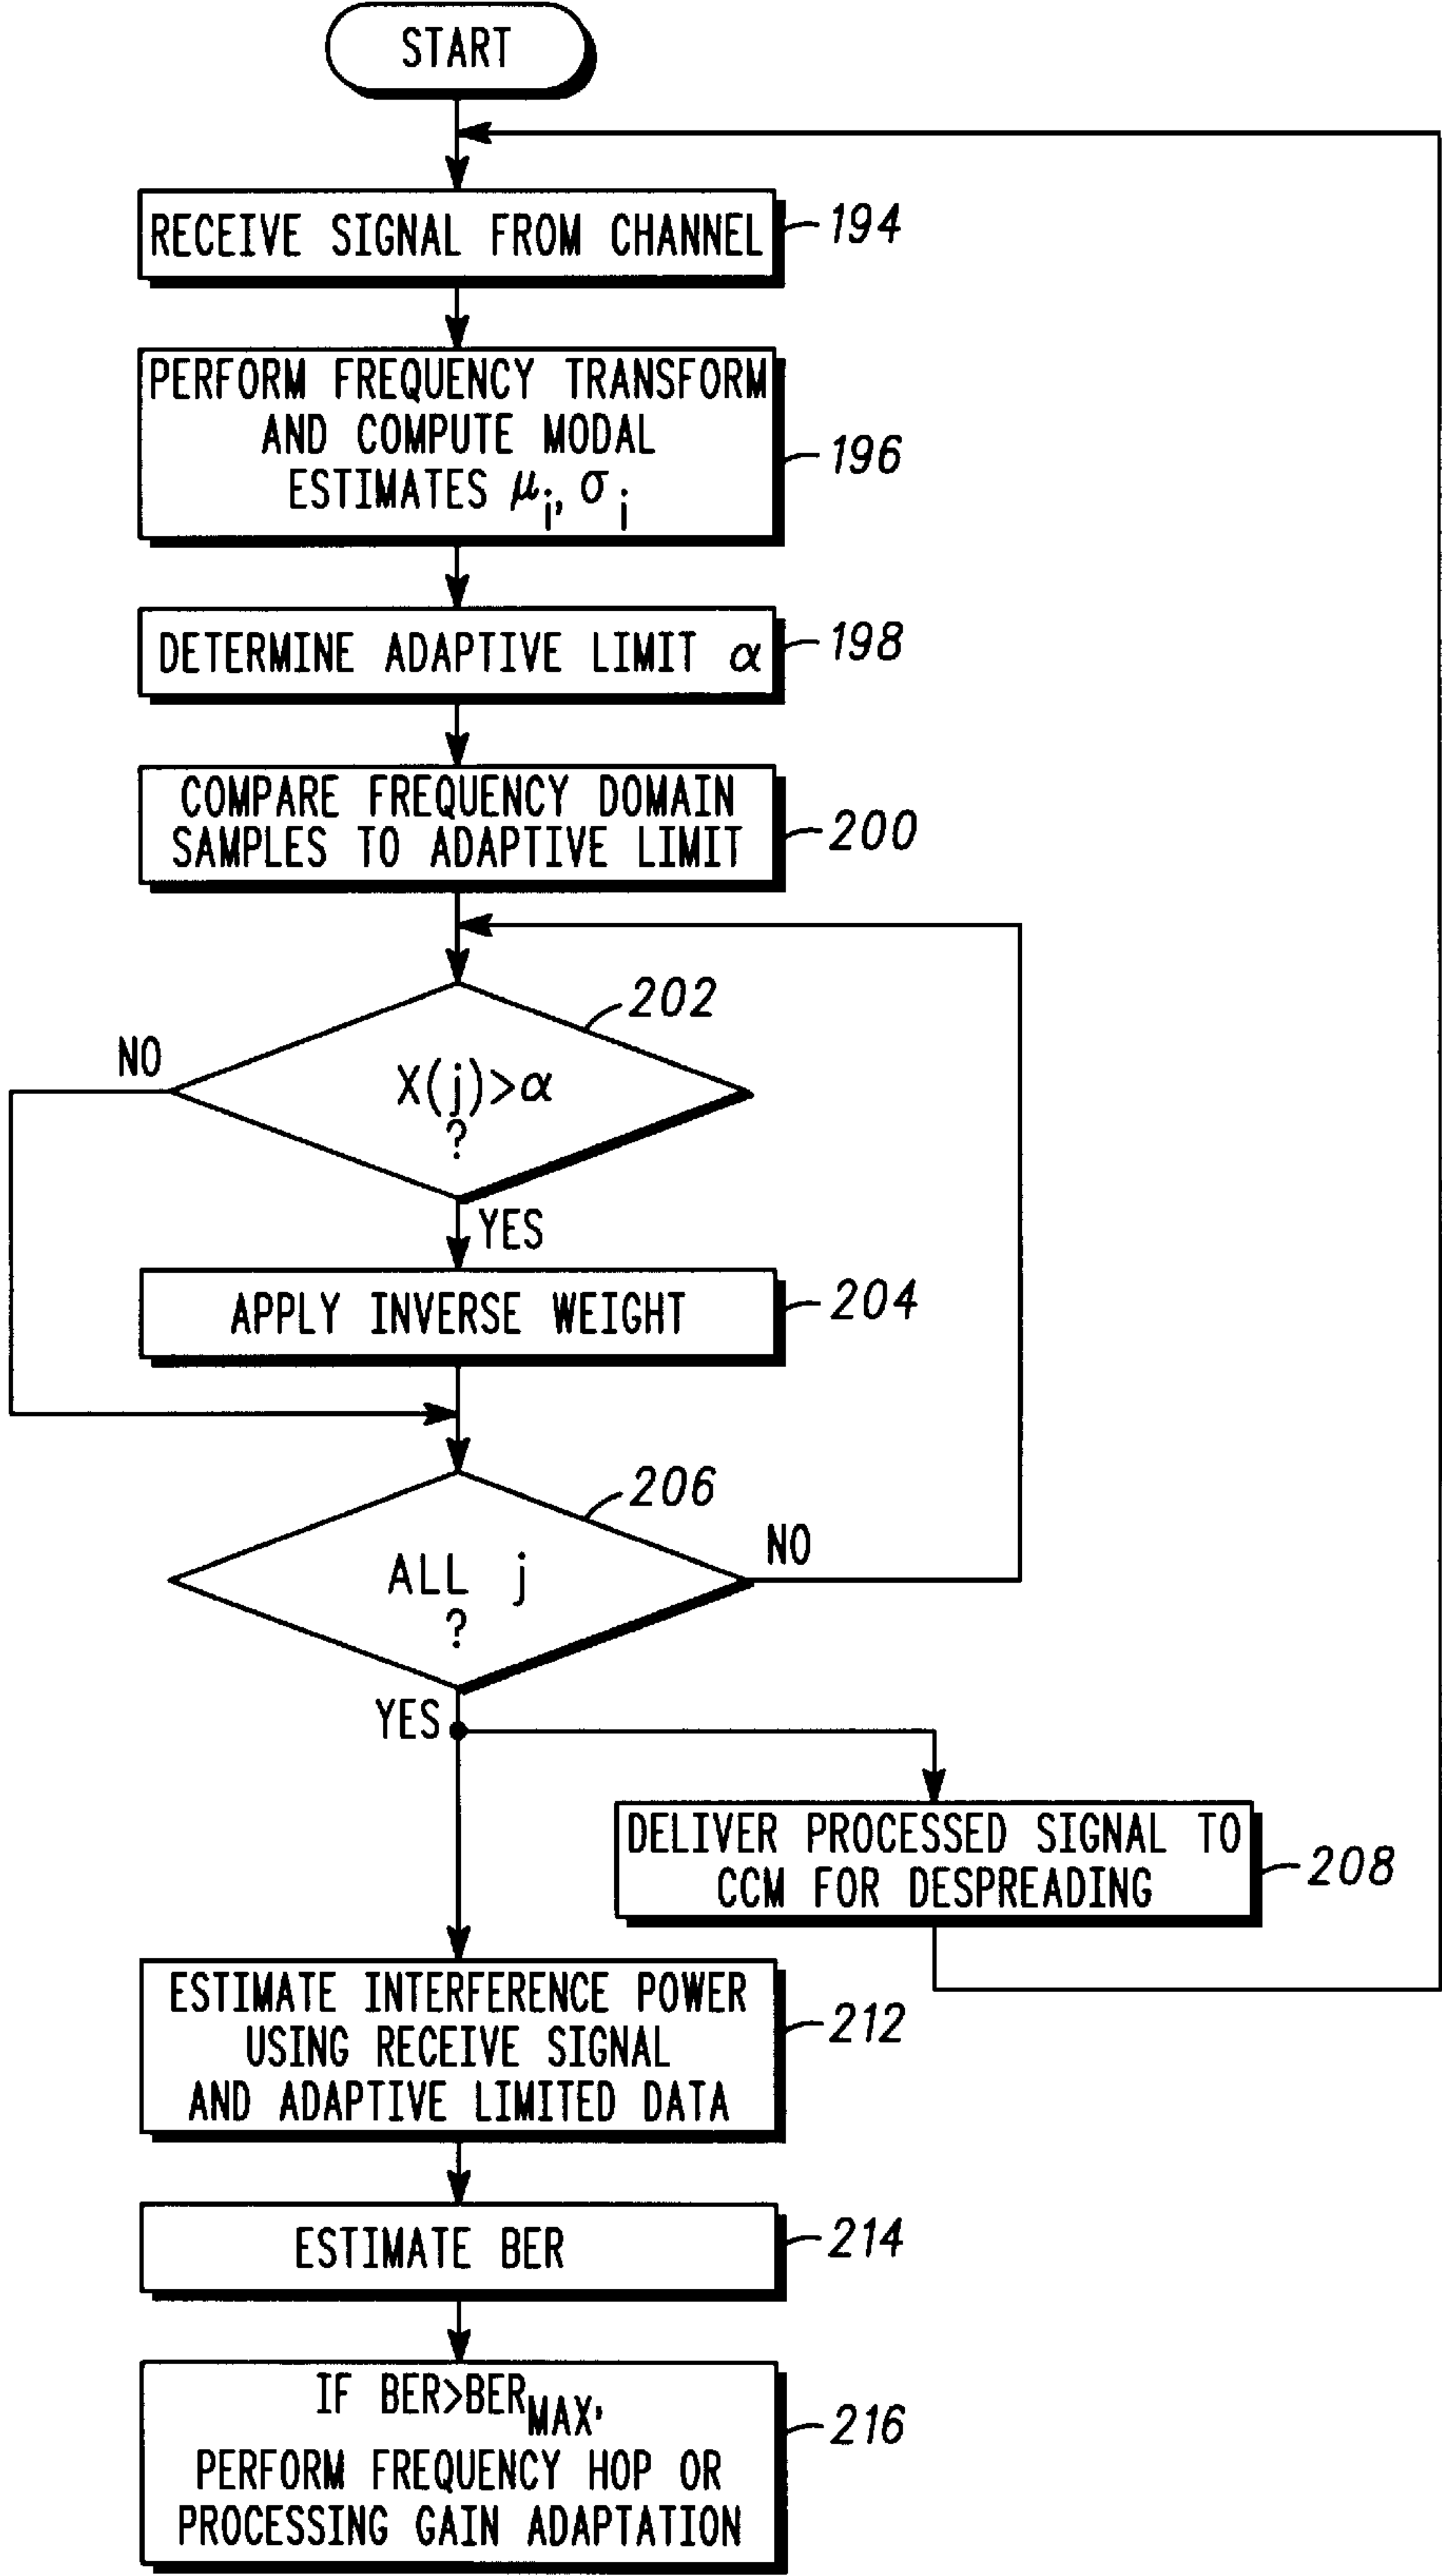 START
RECEIVE SIGNAL FROM CHANNEL
194
PERFORM FREQUENCY TRANSFORM
AND COMPUTE MODAL
ESTIMATES μi, σi
196
DETERMINE ADAPTIVE LIMIT α
198
COMPARE FREQUENCY DOMAIN
SAMPLES TO ADAPTIVE LIMIT
200
202
NO
X(j)>α
?
YES
APPLY INVERSE WEIGHT
204
206
ALL j
?
NO
YES
DELIVER PROCESSED SIGNAL TO
CCM FOR DESPREADING
208
ESTIMATE INTERFERENCE POWER
USING RECEIVE SIGNAL
AND ADAPTIVE LIMITED DATA
212
ESTIMATE BER
214
IF BER>BERMAX,
PERFORM FREQUENCY HOP OR
PROCESSING GAIN ADAPTATION
216